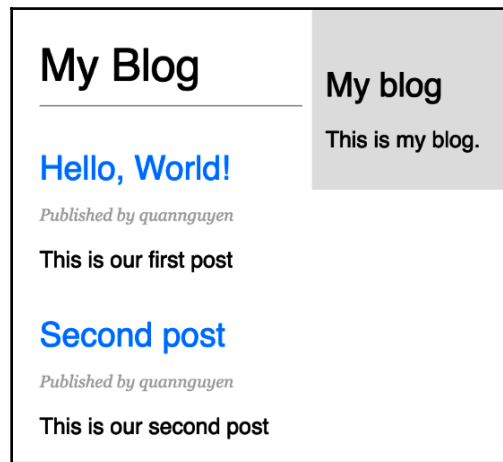 My Blog
Hello, World!
Published by quannguyen
This is our first post
Second post
Published by quannguyen
This is our second post
My blog
This is my blog.